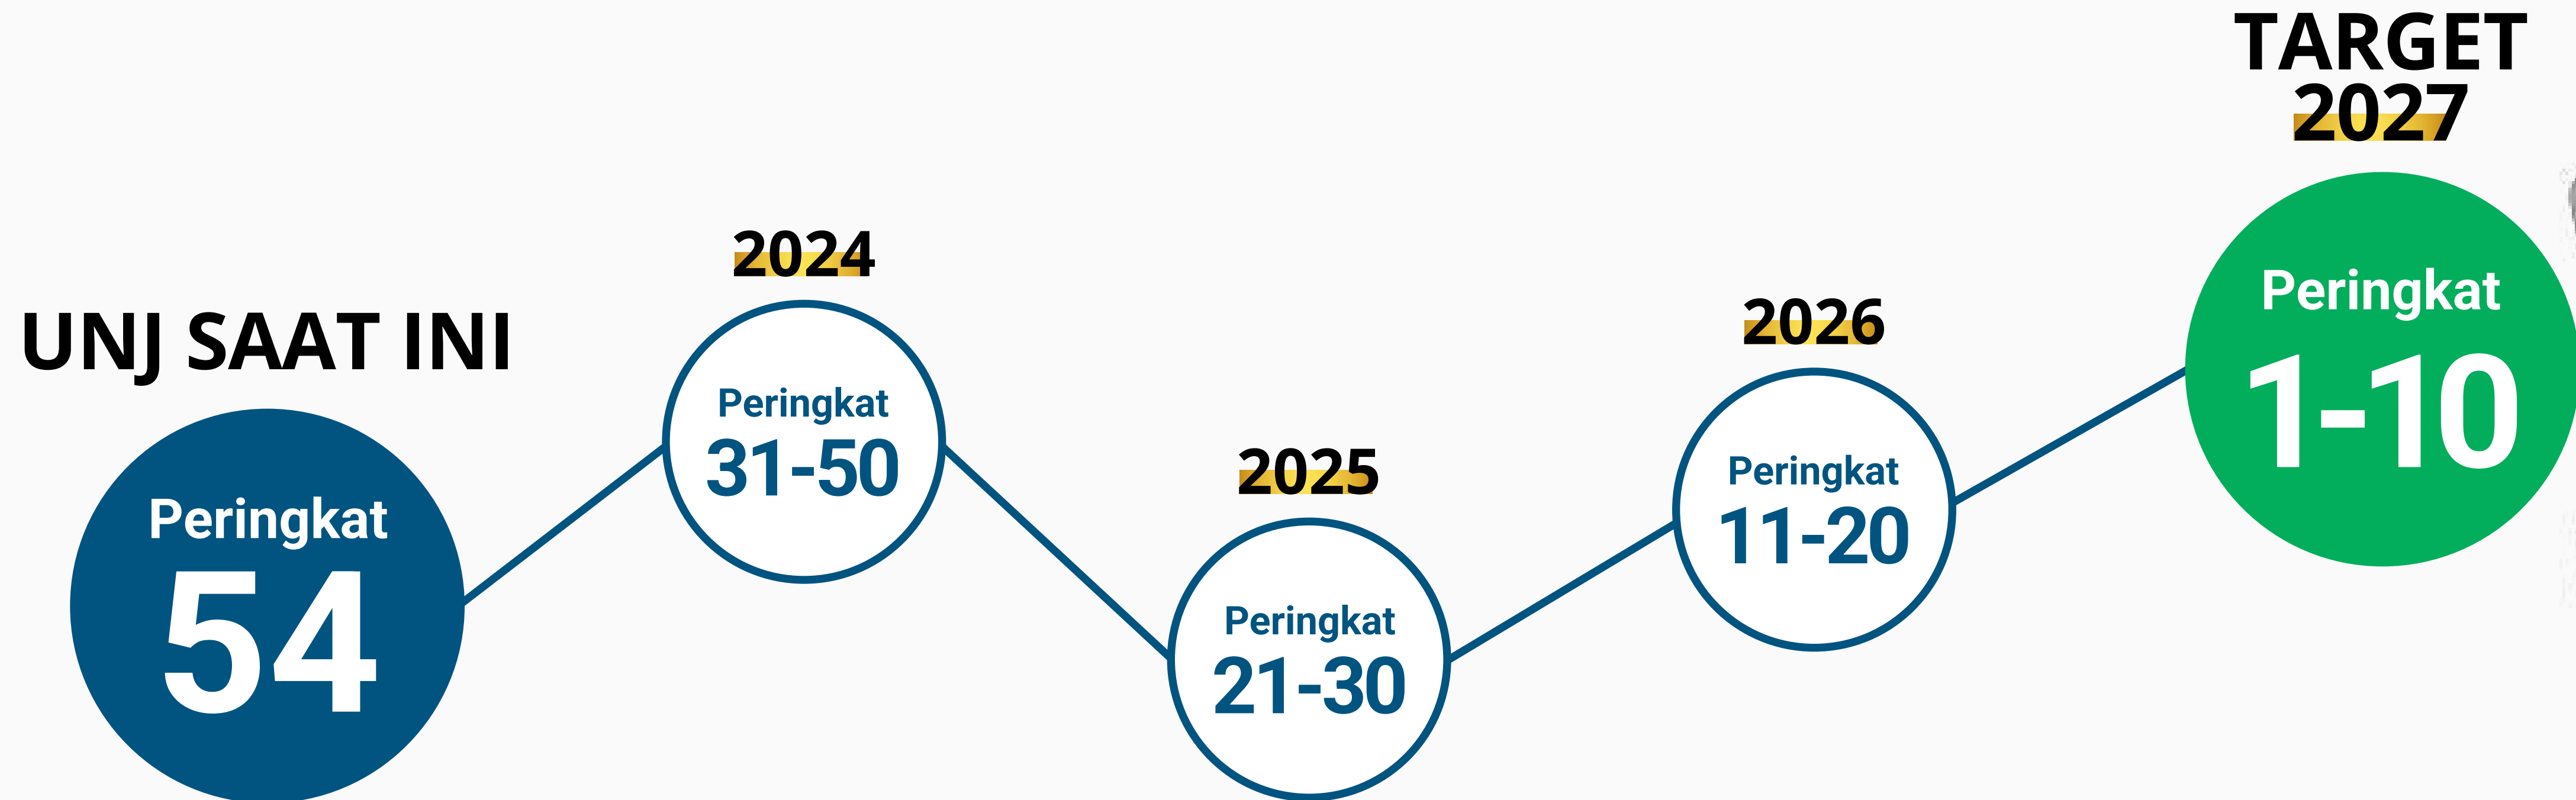 UNJ SAAT INI
Peringkat
54
2024
Peringkat
31-50
2025
Peringkat
21-30
2026
Peringkat
11-20
TARGET
2027
Peringkat
1-10